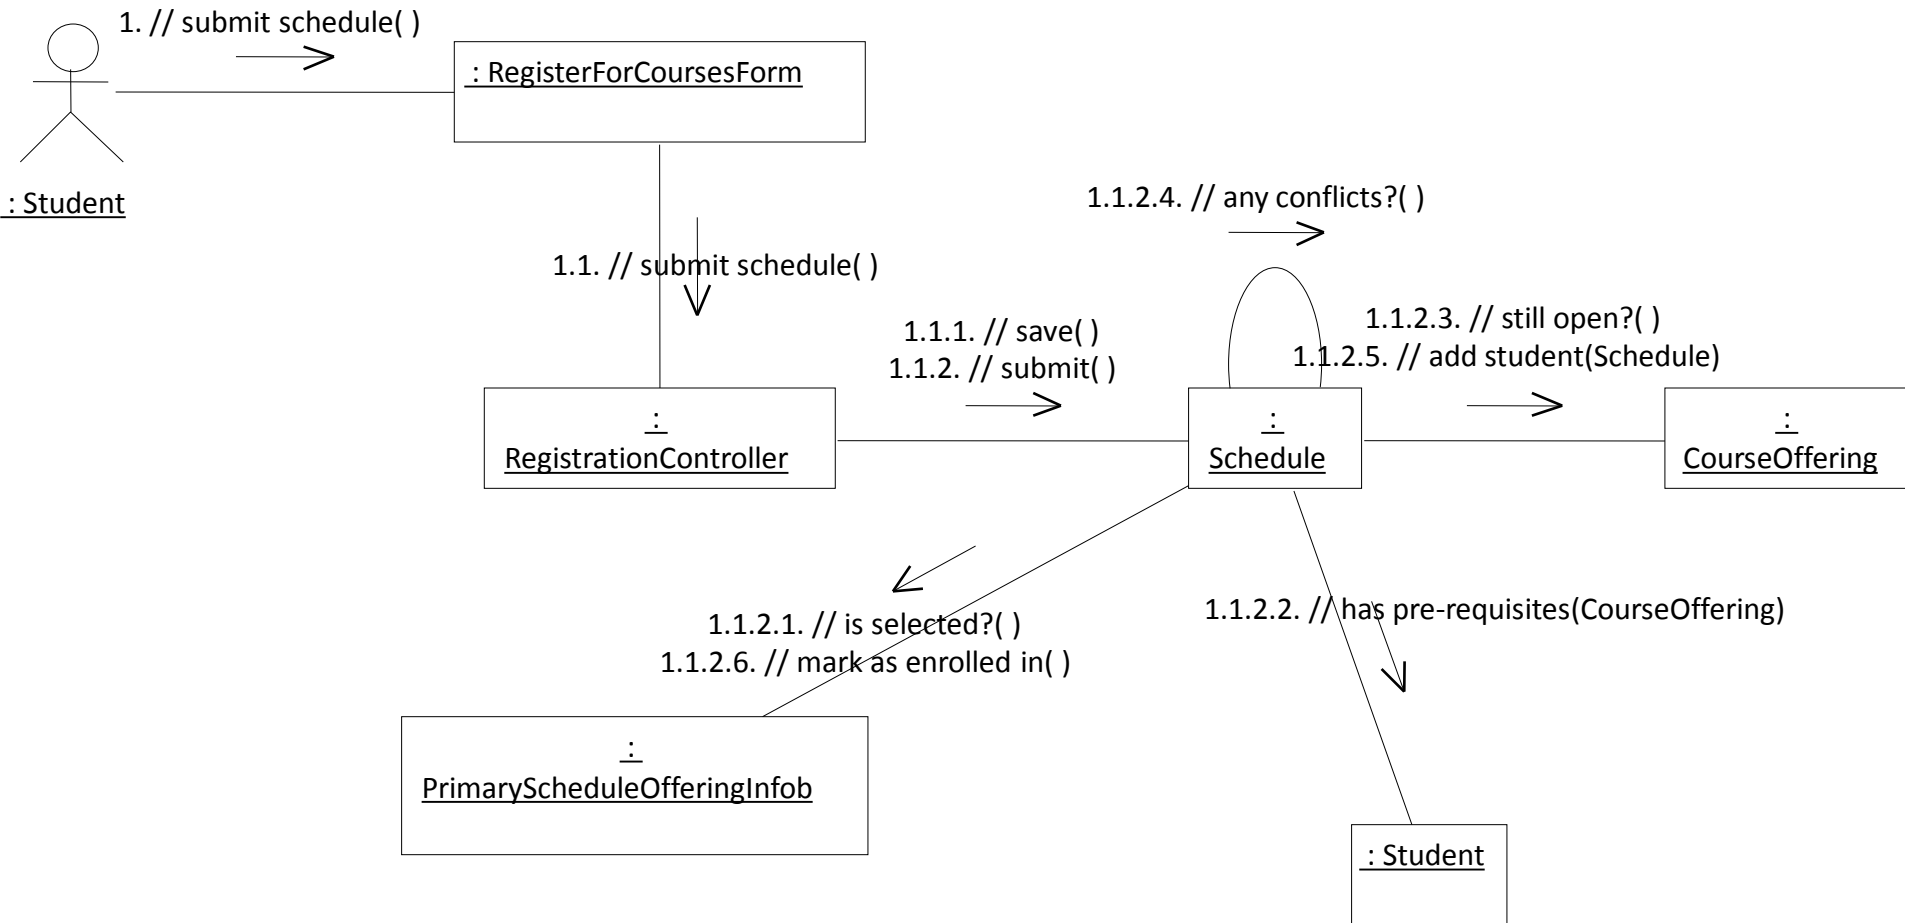 1. // submit schedule( )
: RegisterForCoursesForm
: Student
1.1.2.4. // any conflicts?( )
1.1. // submit schedule( )
1.1.1. // save( )
1.1.2. // submit( )
1.1.2.3. // still open?( )
1.1.2.5. // add student(Schedule)
:
RegistrationController
:
Schedule
:
CourseOffering
1.1.2.1. // is selected?( )
1.1.2.6. // mark as enrolled in( )
1.1.2.2. // has pre-requisites(CourseOffering)
:
PrimaryScheduleOfferingInfob
: Student